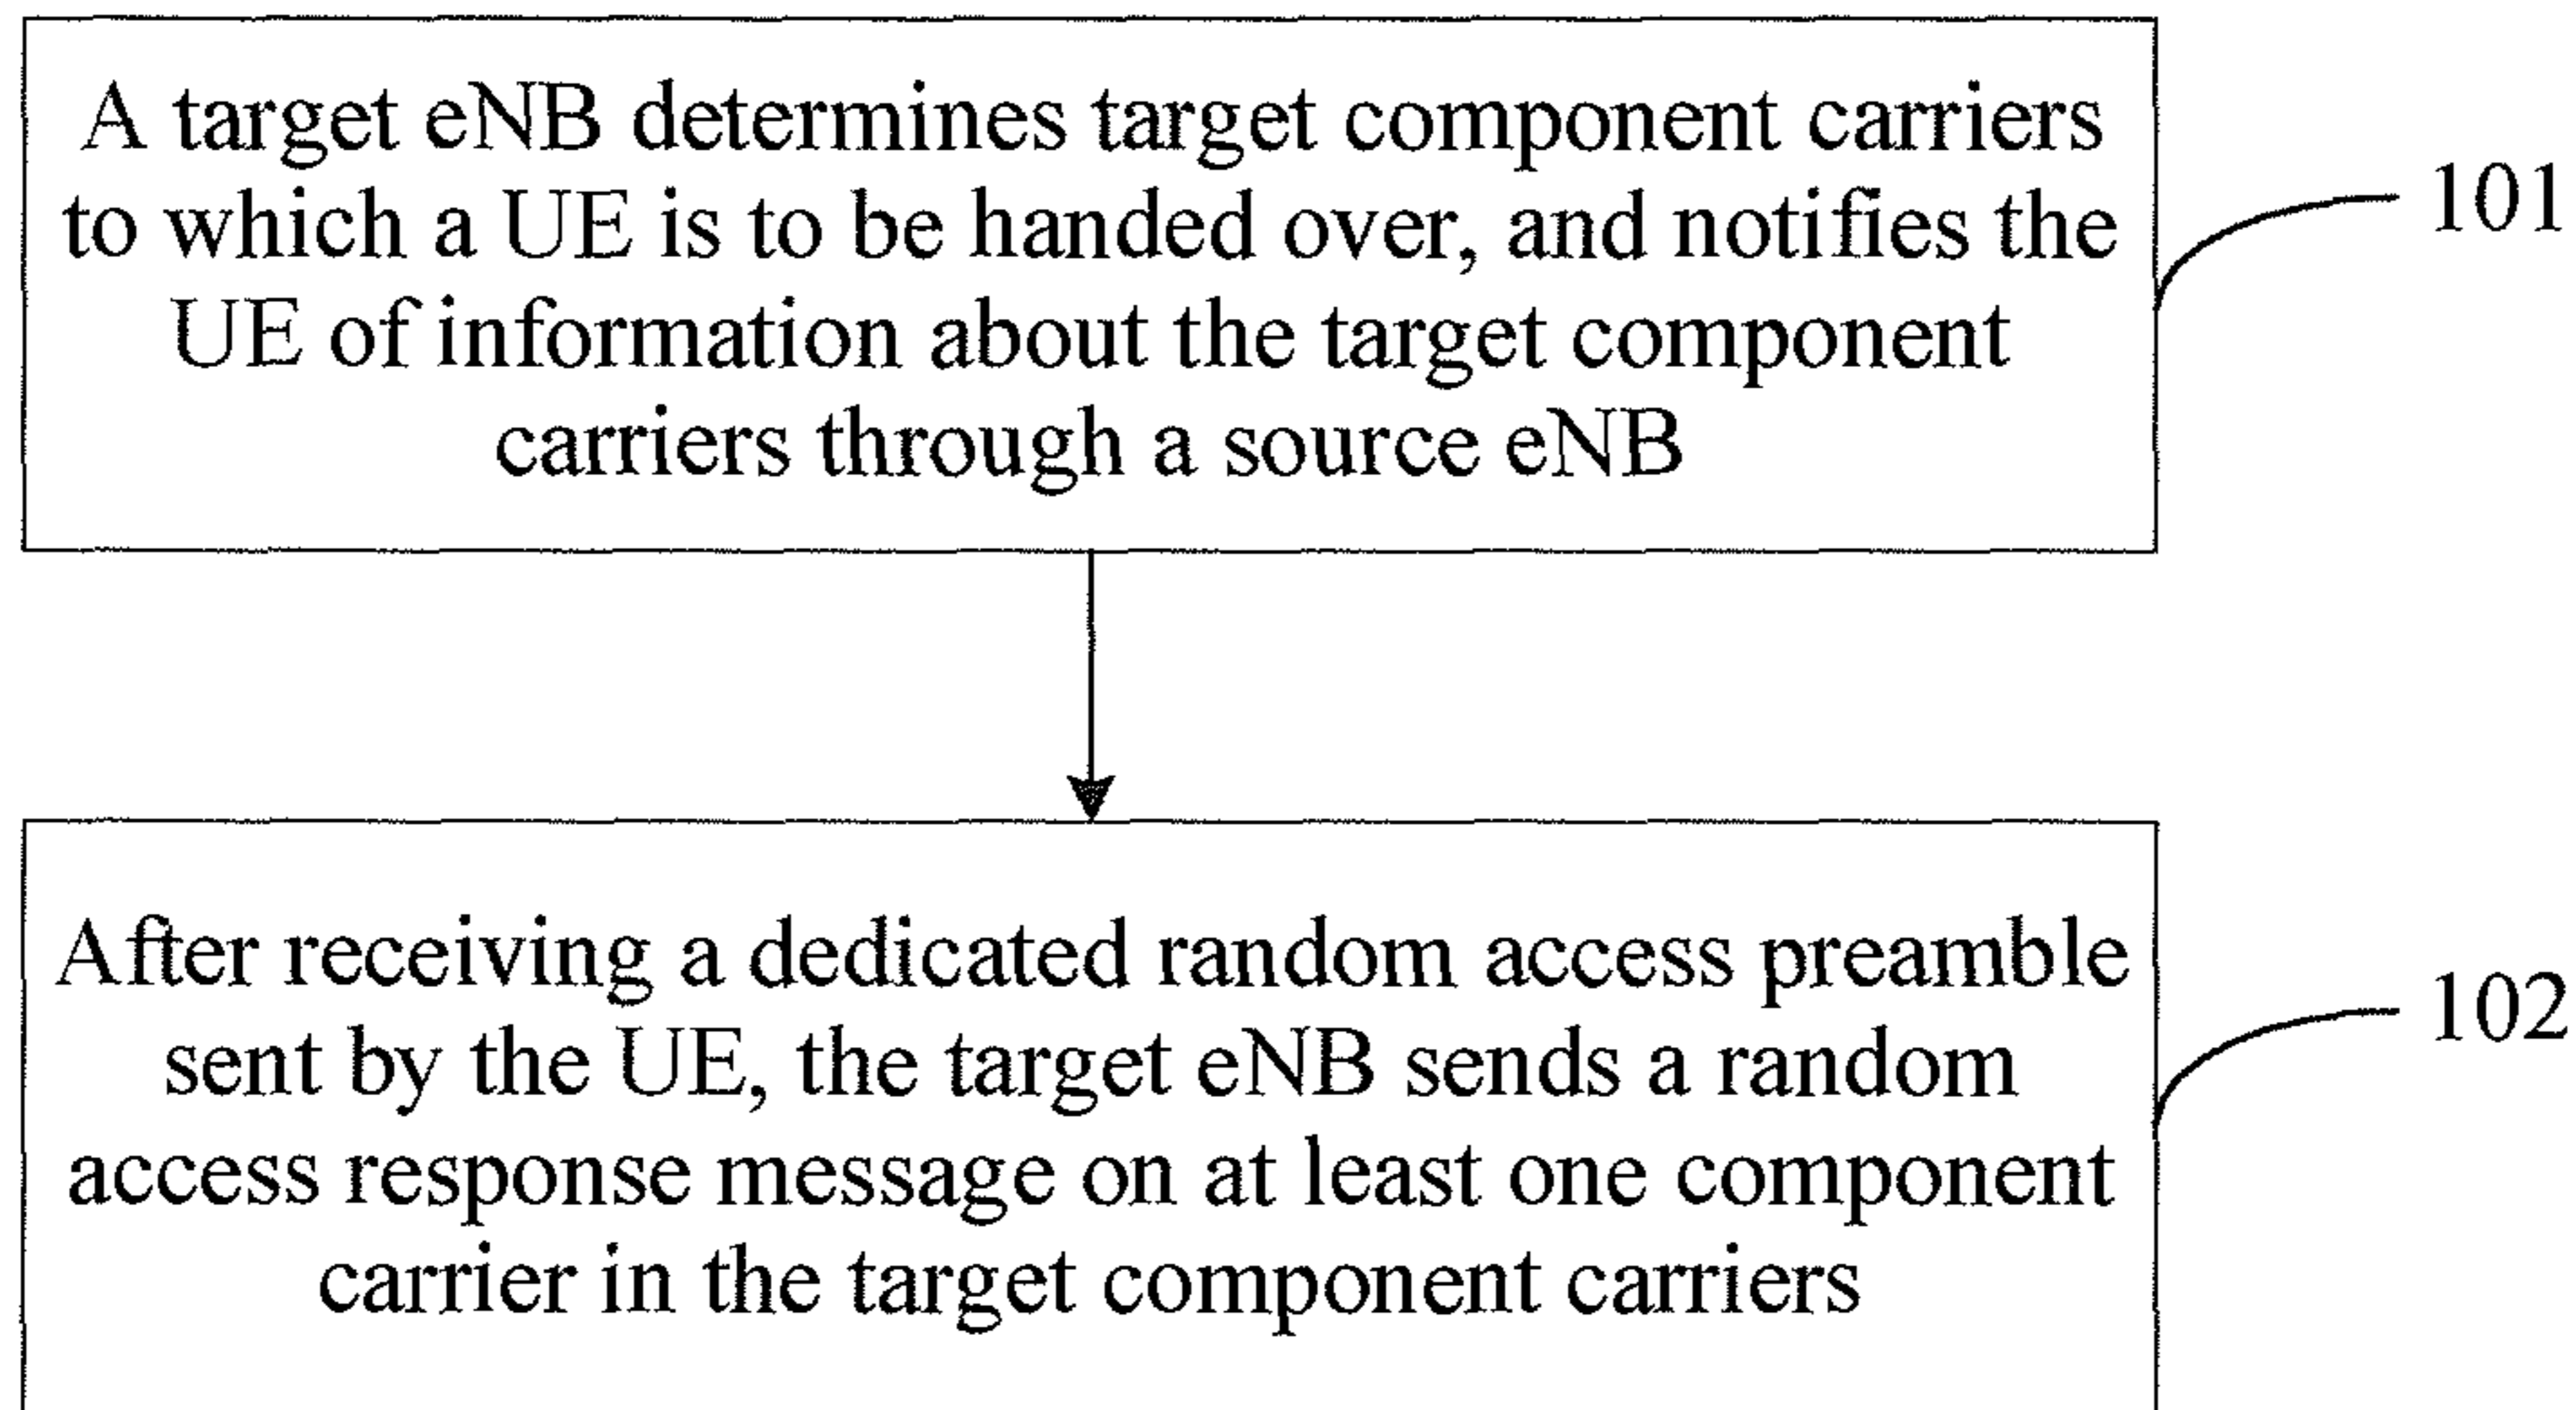 A target eNB determines target component carriers
to which a UE is to be handed over, and notifies the
UE of information about the target component
carriers through a source eNB
101
After receiving a dedicated random access preamble
sent by the UE, the target eNB sends a random
access response message on at least one component
carrier in the target component carriers
102